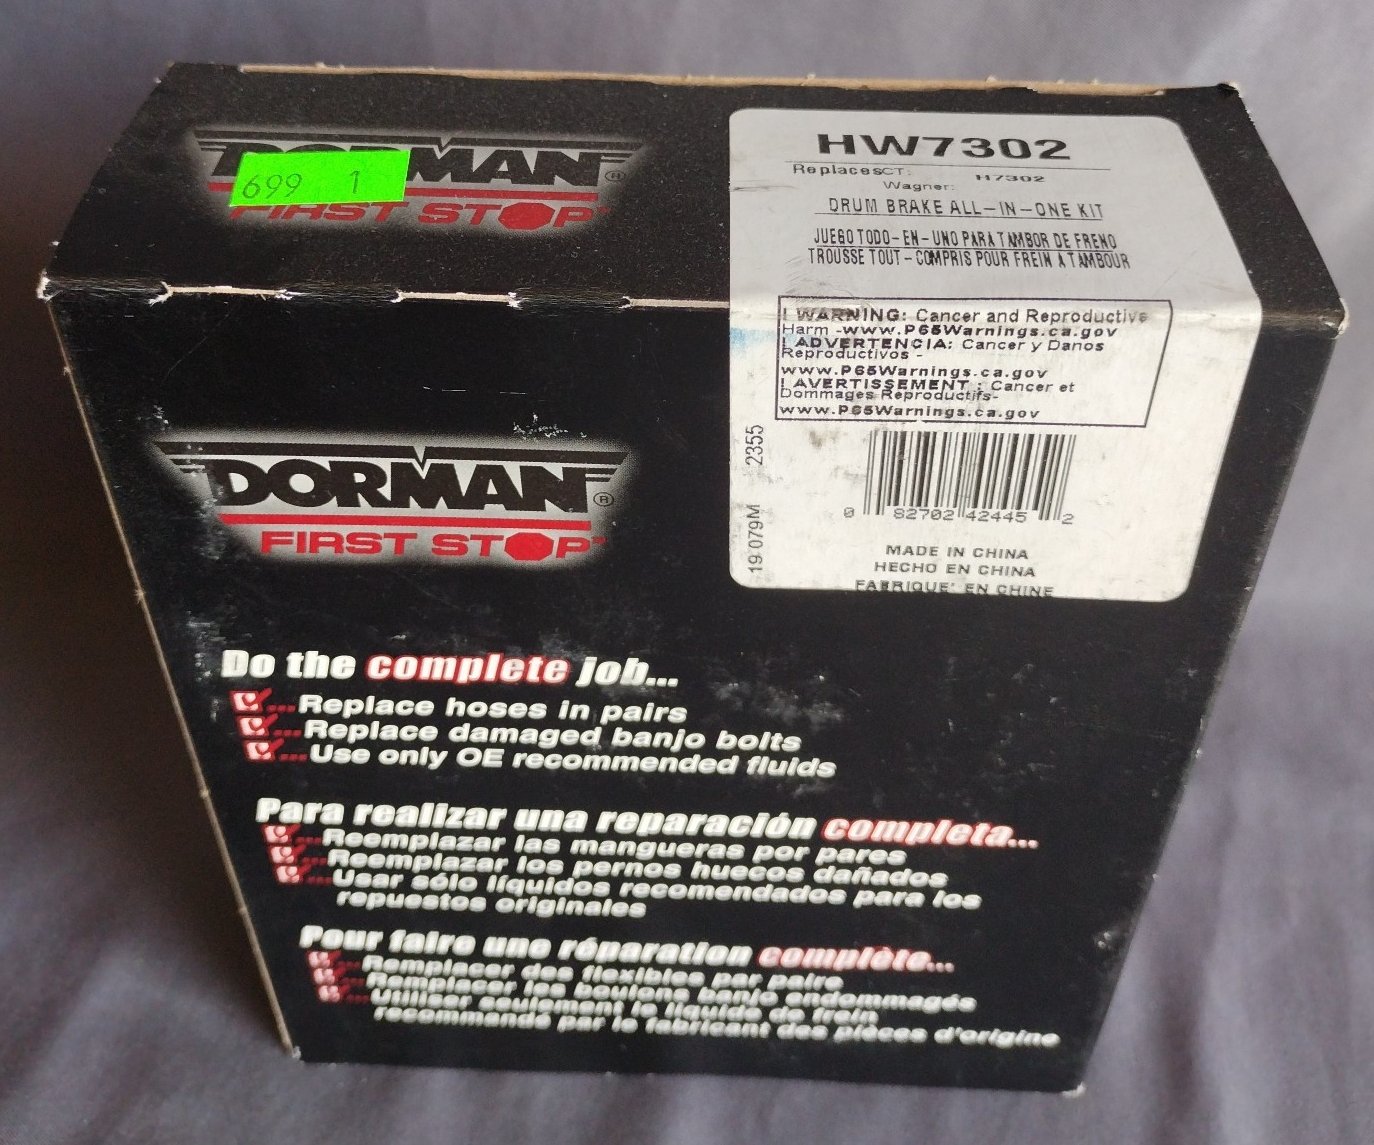 DORMAN
699 1
FIRST STOP
HW7302
Replaces CT: H7302
Wagner:
DRUM BRAKE ALL-IN-ONE KIT
JUEGO TODO-EN-UNO PARA TAMBOR DE FRENO
TROUSSE TOUT-COMPRIS POUR FREIN A TAMBOUR
! WARNING: Cancer and Reproductive
Harm -www.P65Warnings.ca.gov
! ADVERTENCIA: Cancer y Danos
Reproductivos -
www.P65Warnings.ca.gov
! AVERTISSEMENT : Cancer et
Dommages Reproductifs-
www.P65Warnings.ca.gov
19 079M 2355
0 82702 42445 2
MADE IN CHINA
HECHO EN CHINA
FABRIQUE' EN CHINE
DORMAN®
FIRST STOP™
Do the complete job...
...Replace hoses in pairs
...Replace damaged banjo bolts
...Use only OE recommended fluids
Para realizar una reparación completa...
...Reemplazar las mangueras por pares
...Reemplazar los pernos huecos dañados
...Usar sólo líquidos recomendados para los
repuestos originales
Pour faire une réparation complète...
...Remplacer des flexibles par paire
...Remplacer les boulons banjo endommagés
...Utiliser seulement le liquide de frein
recommandé par le fabricant des pièces d'origine